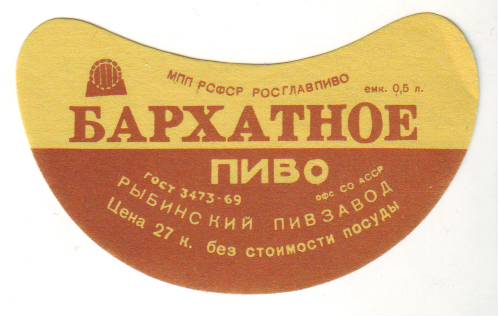 МПП РСФСР РОСГЛАВПИВО
емк. 0,5 л.
БАРХАТНОЕ
ПИВО
ГОСТ 3473-69
ОФС СО АССР
РЫБИНСКИЙ ПИВЗАВОД
Цена 27 к. без стоимости посуды